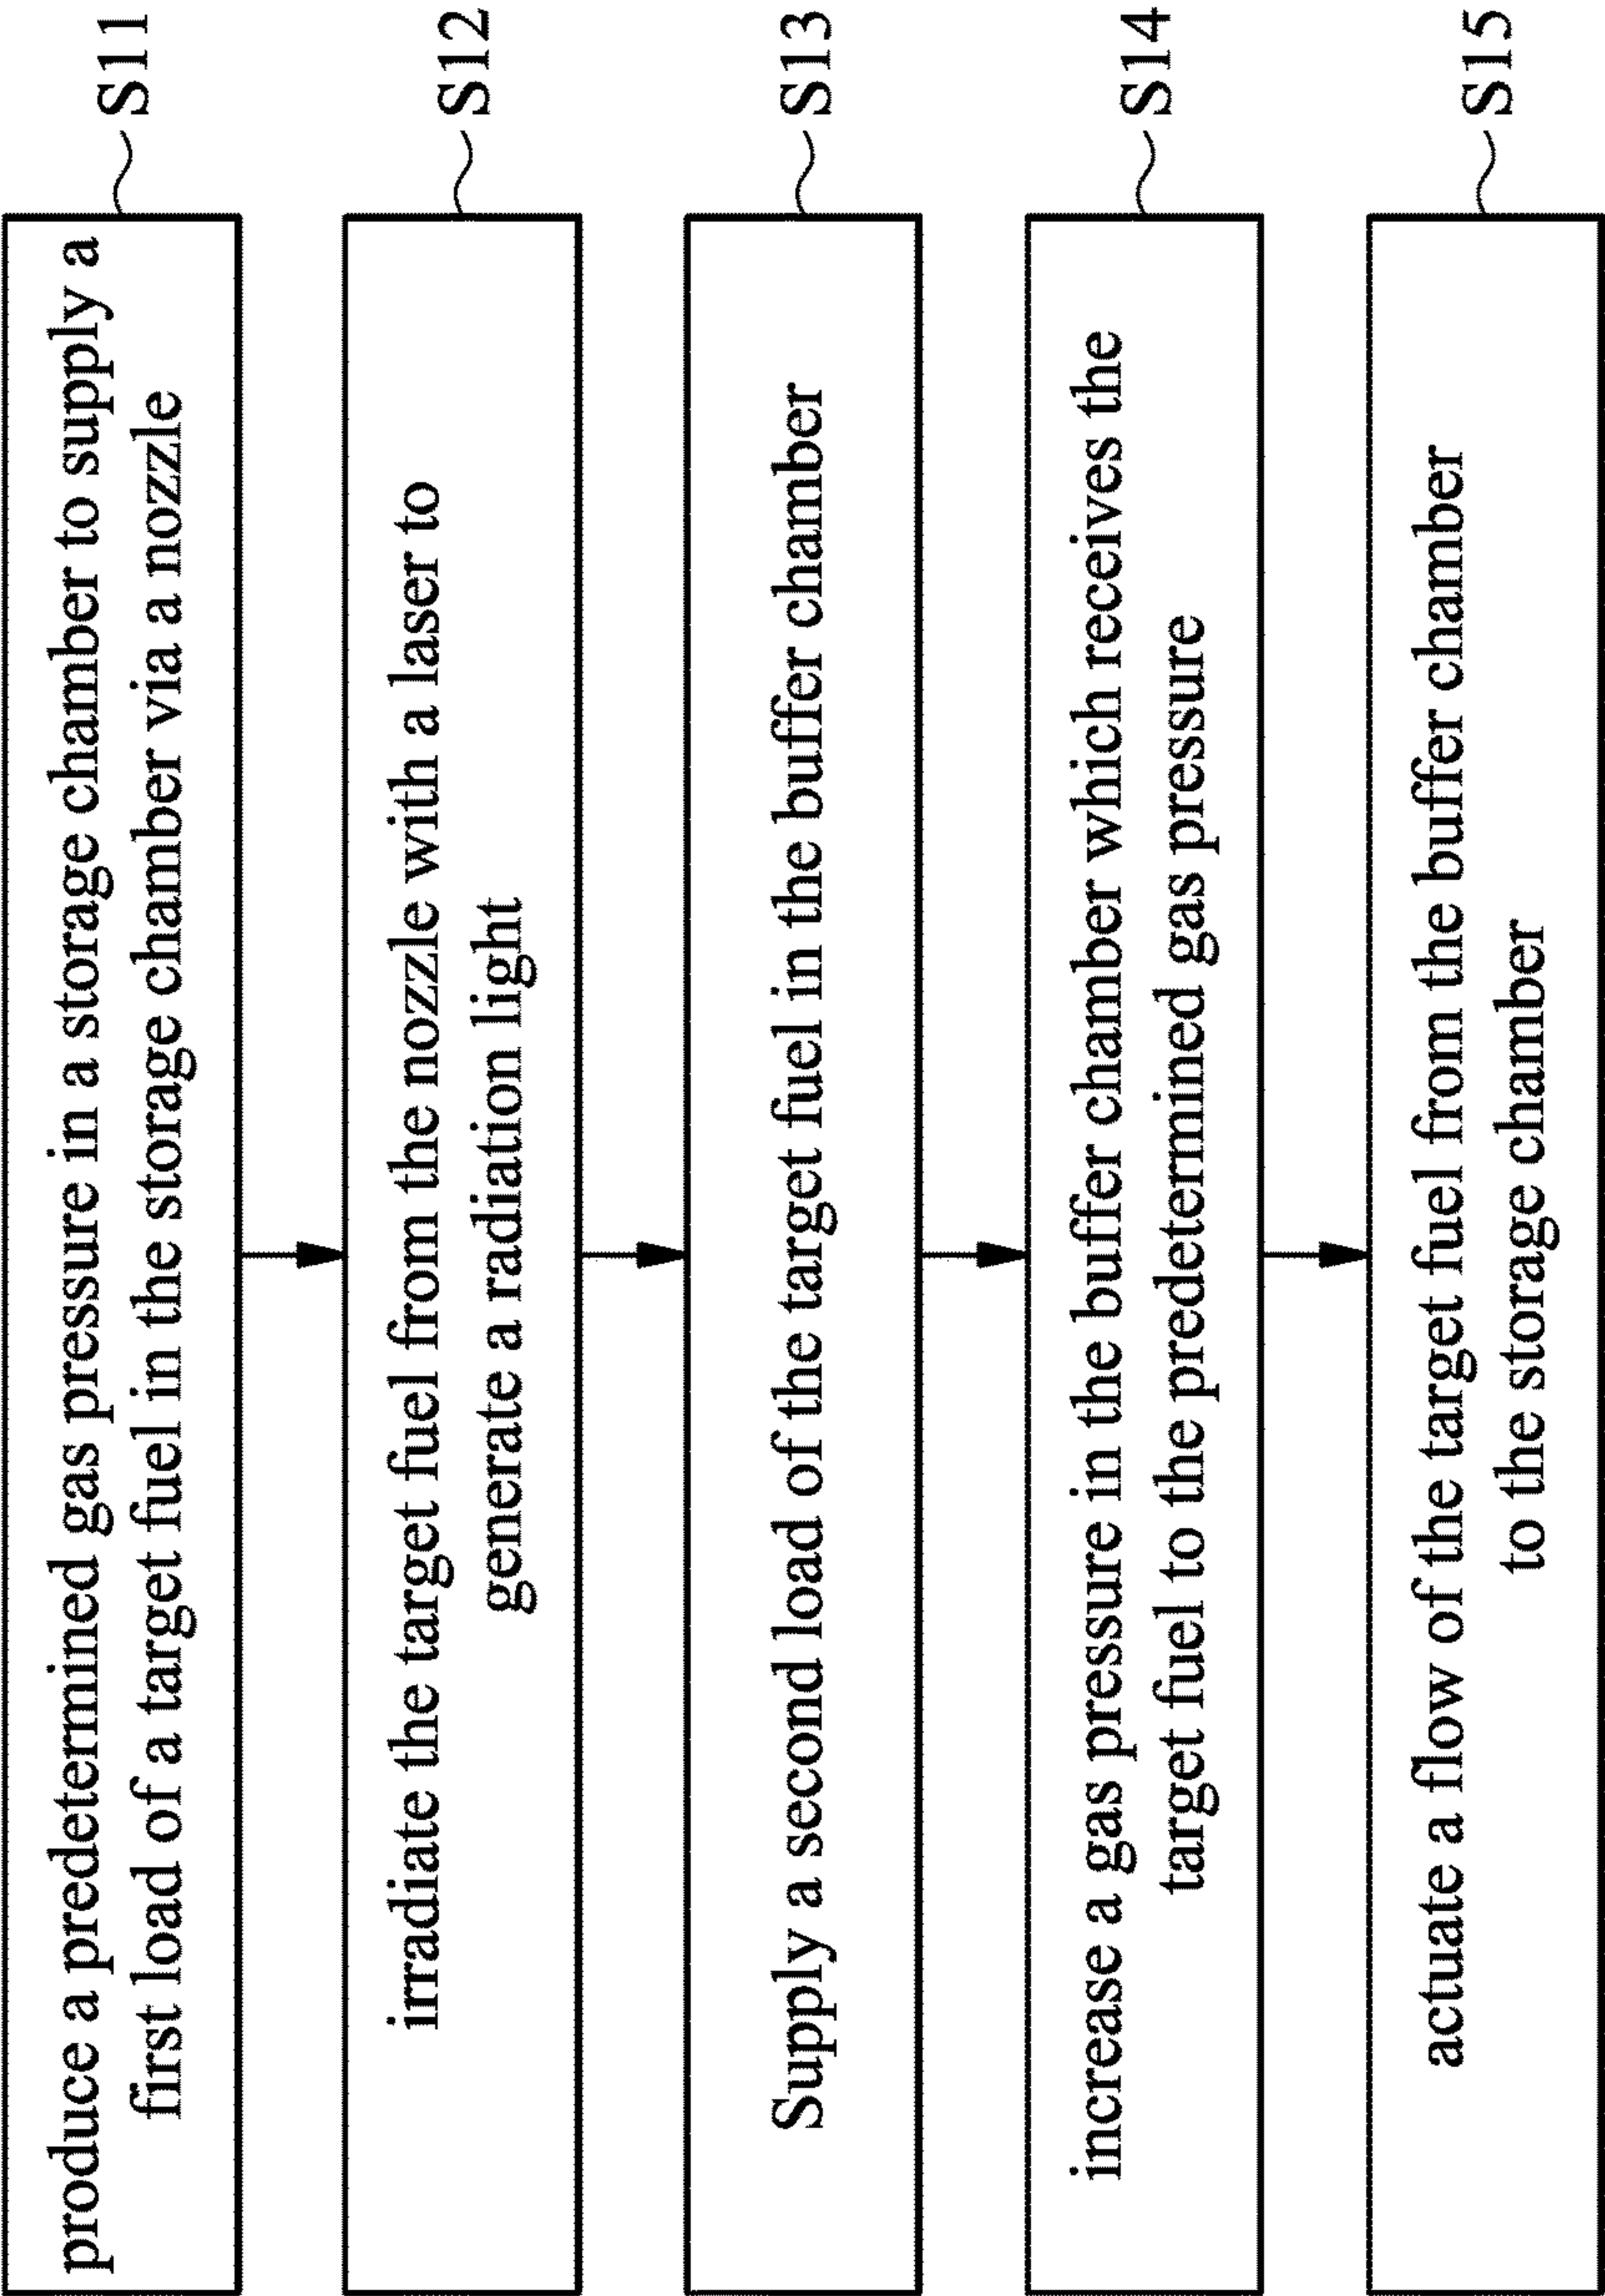 produce a predetermined gas pressure in a storage chamber to supply a
first load of a target fuel in the storage chamber via a nozzle
S11
irradiate the target fuel from the nozzle with a laser to
generate a radiation light
S12
Supply a second load of the target fuel in the buffer chamber
S13
increase a gas pressure in the buffer chamber which receives the
target fuel to the predetermined gas pressure
S14
actuate a flow of the target fuel from the buffer chamber
to the storage chamber
S15